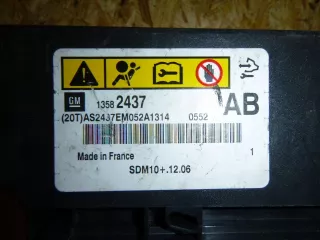 GM 1358 2437 AB
(20T)AS2437EM052A1314 0552
Made in France 1
SDM10+.12.06